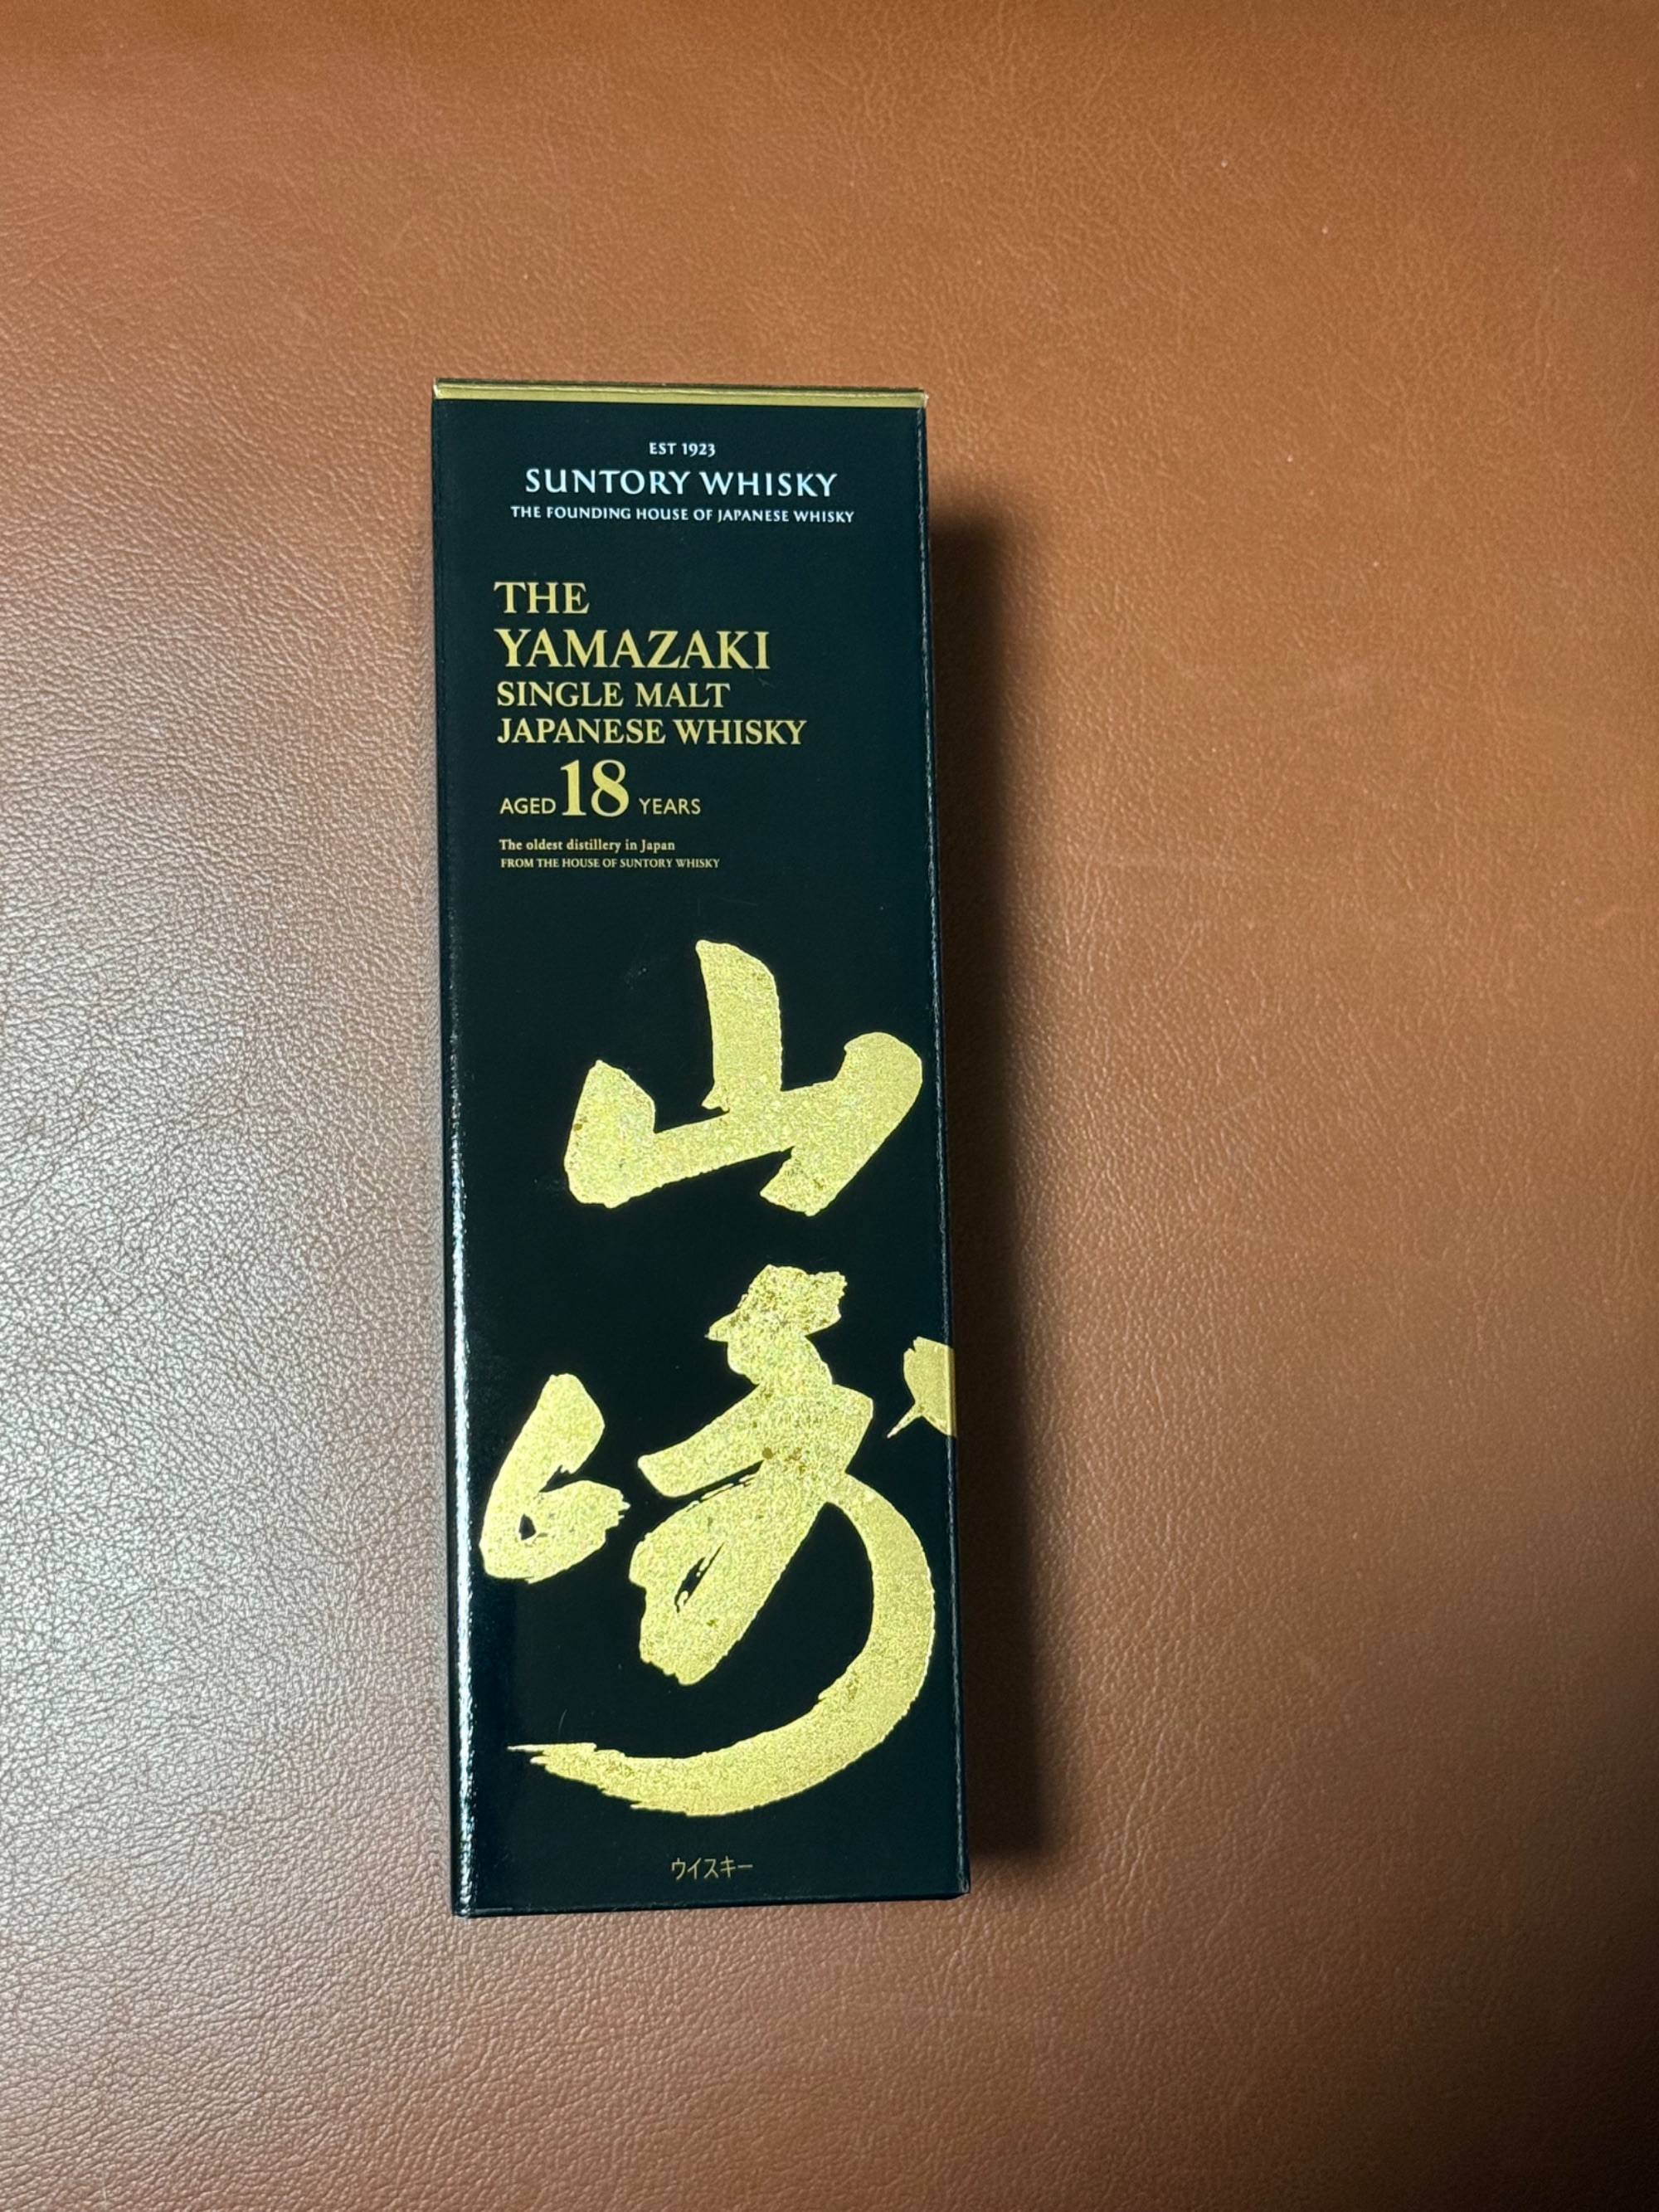 EST 1923
SUNTORY WHISKY
THE FOUNDING HOUSE OF JAPANESE WHISKY
THE
YAMAZAKI
SINGLE MALT
JAPANESE WHISKY
AGED 18 YEARS
The oldest distillery in Japan
FROM THE HOUSE OF SUNTORY WHISKY
山
崎
ウイスキー